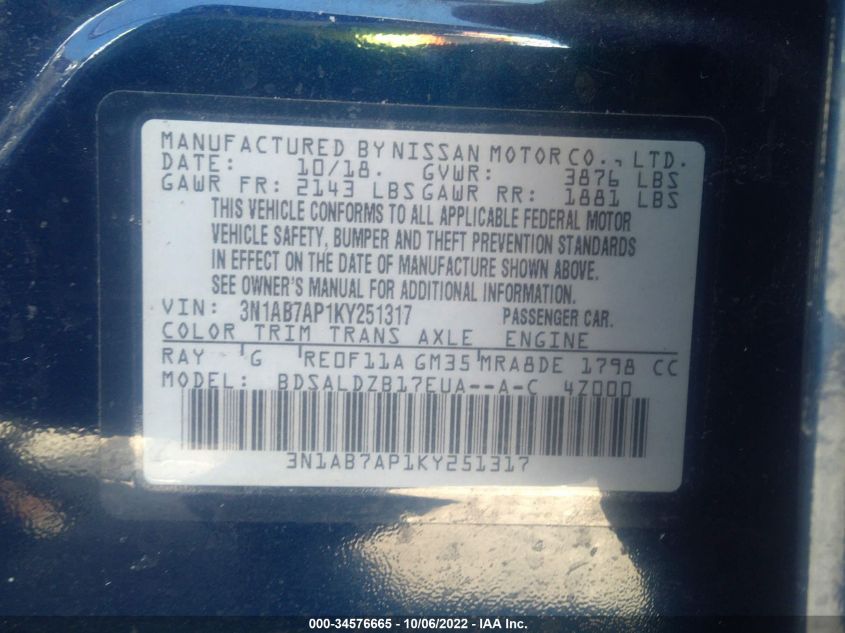 MANUFACTURED BY NISSAN MOTOR CO., LTD.
DATE: 10/18. GVWR: 3876 LBS
GAWR FR: 2143 LBS GAWR RR: 1881 LBS
THIS VEHICLE CONFORMS TO ALL APPLICABLE FEDERAL MOTOR
VEHICLE SAFETY, BUMPER AND THEFT PREVENTION STANDARDS
IN EFFECT ON THE DATE OF MANUFACTURE SHOWN ABOVE.
SEE OWNER'S MANUAL FOR ADDITIONAL INFORMATION.
VIN: 3N1AB7AP1KY251317 PASSENGER CAR.
COLOR TRIM TRANS AXLE ENGINE
RAY G RE0F11A GM35 MRA8DE 1798 CC
MODEL: BDSALDZB17EUA--A-C 4Z000
3N1AB7AP1KY251317
000-34576665 - 10/06/2022 - IAA Inc.